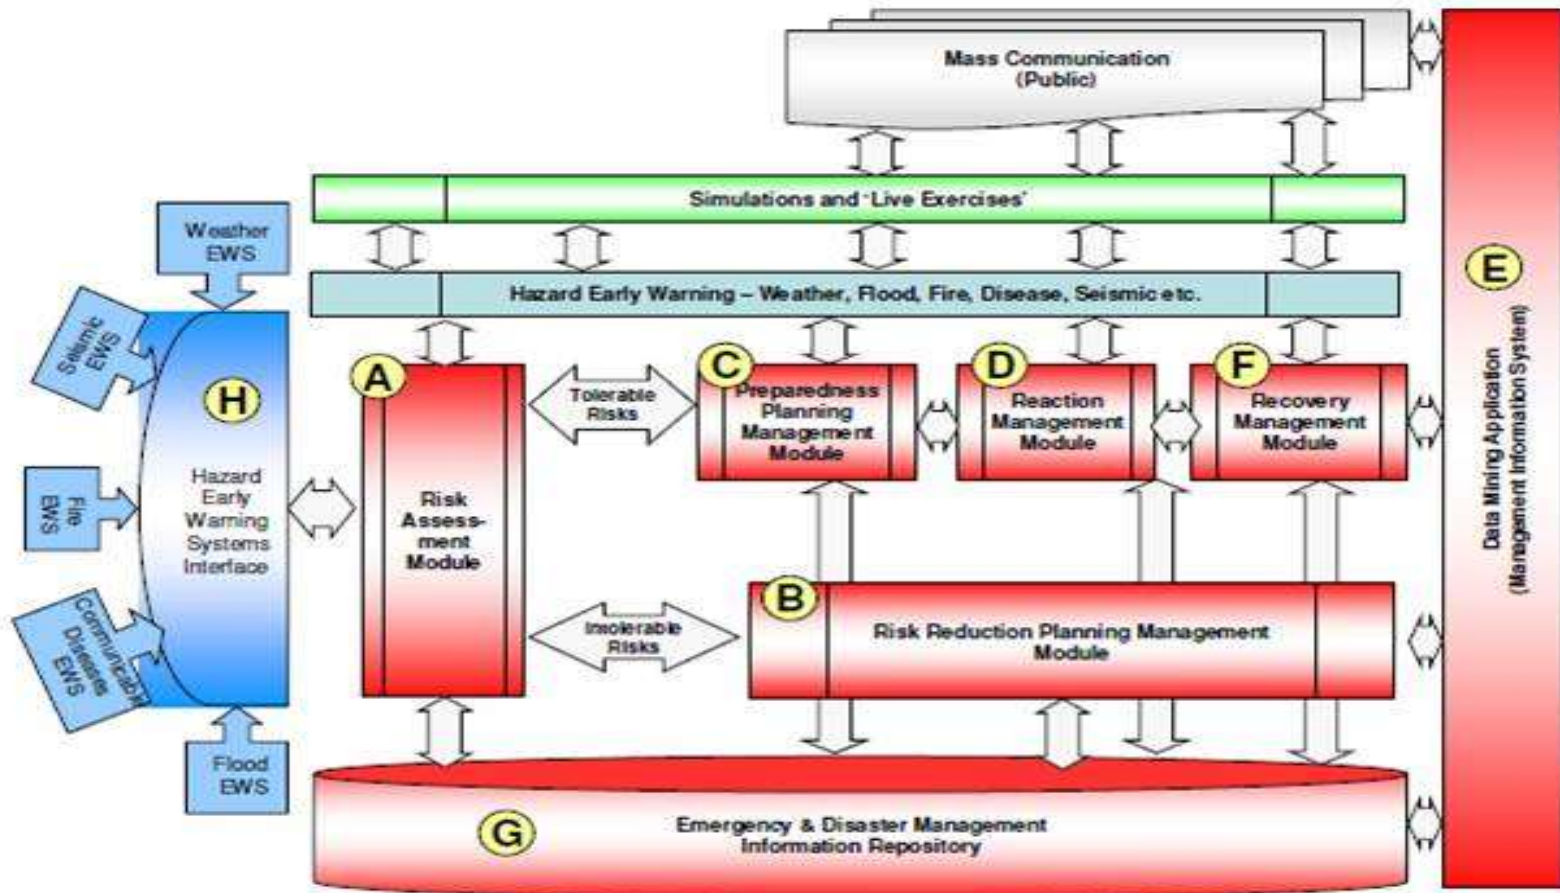 Mass Communication
(Public)
Simulations and 'Live Exercises'
Weather
EWS
Hazard Early Warning – Weather, Flood, Fire, Disease, Seismic etc.
E
Data Mining Application
(Management Information System)
Seismic
EWS
H
Hazard
Early
Warning
Systems
Interface
A
Risk
Assess-
ment
Module
Tolerable
Risks
C
Preparedness
Planning
Management
Module
D
Reaction
Management
Module
F
Recovery
Management
Module
Fire
EWS
Communicable
Diseases
EWS
Intolerable
Risks
B
Risk Reduction Planning Management
Module
Flood
EWS
G
Emergency & Disaster Management
Information Repository